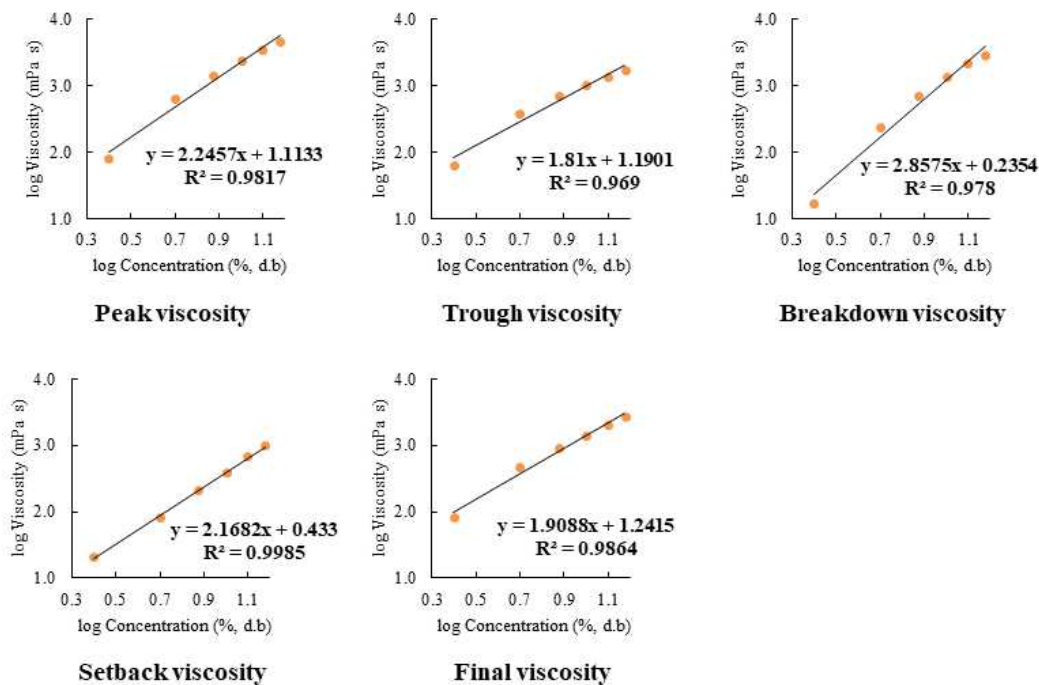 4.0
3.0
2.0
1.0
log Viscosity (mPa s)
y = 2.2457x + 1.1133
R² = 0.9817
0.3 0.5 0.7 0.9 1.1
log Concentration (%, d.b)
Peak viscosity
4.0
3.0
2.0
1.0
log Viscosity (mPa s)
y = 1.81x + 1.1901
R² = 0.969
0.3 0.5 0.7 0.9 1.1
log Concentration (%, d.b)
Trough viscosity
4.0
3.0
2.0
1.0
log Viscosity (mPa s)
y = 2.8575x + 0.2354
R² = 0.978
0.3 0.5 0.7 0.9 1.1
log Concentration (%, d.b)
Breakdown viscosity
4.0
3.0
2.0
1.0
log Viscosity (mPa s)
y = 2.1682x + 0.433
R² = 0.9985
0.3 0.5 0.7 0.9 1.1
log Concentration (%, d.b)
Setback viscosity
4.0
3.0
2.0
1.0
log Viscosity (mPa s)
y = 1.9088x + 1.2415
R² = 0.9864
0.3 0.5 0.7 0.9 1.1
log Concentration (%, d.b)
Final viscosity